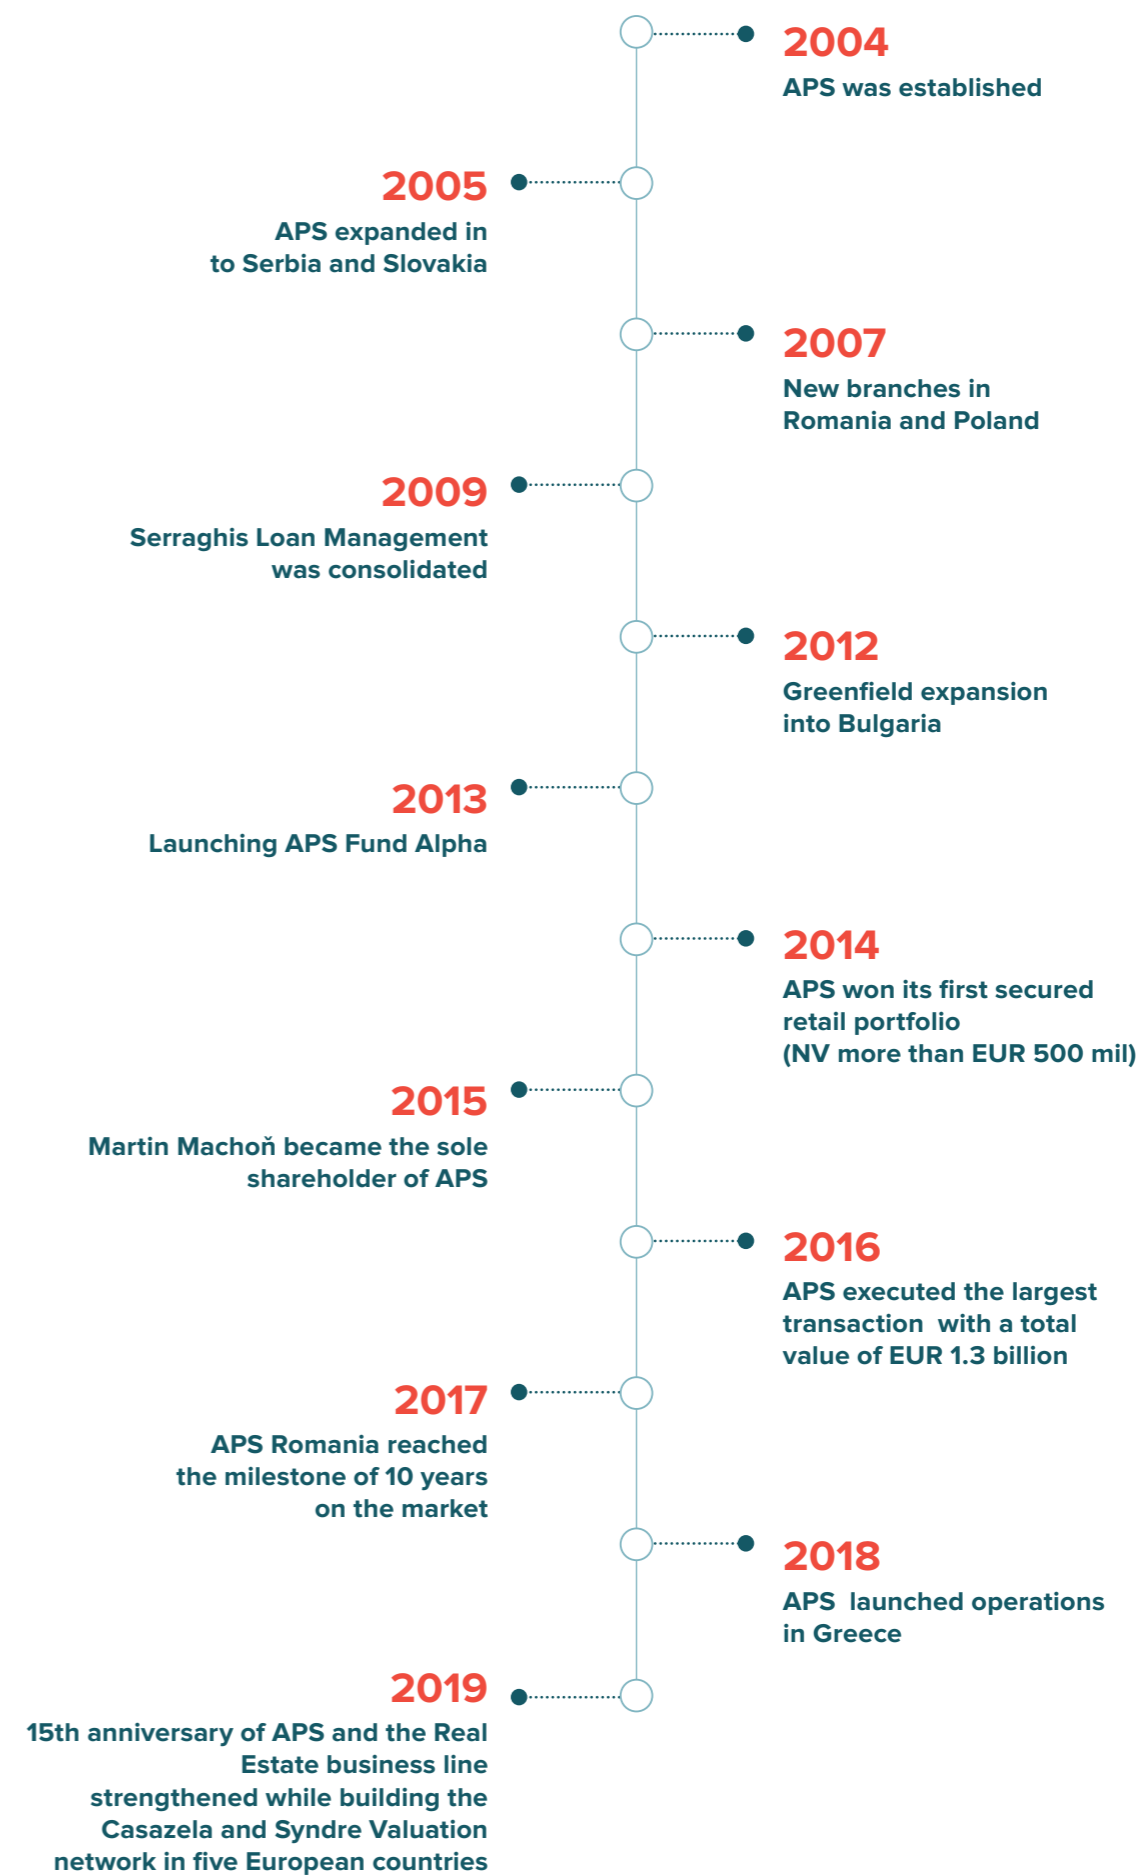 2004
APS was established
2005
APS expanded in
to Serbia and Slovakia
2007
New branches in
Romania and Poland
2009
Serraghis Loan Management
was consolidated
2012
Greenfield expansion
into Bulgaria
2013
Launching APS Fund Alpha
2014
APS won its first secured
retail portfolio
(NV more than EUR 500 mil)
2015
Martin Machoň became the sole
shareholder of APS
2016
APS executed the largest
transaction with a total
value of EUR 1.3 billion
2017
APS Romania reached
the milestone of 10 years
on the market
2018
APS launched operations
in Greece
2019
15th anniversary of APS and the Real
Estate business line
strengthened while building the
Casazela and Syndre Valuation
network in five European countries